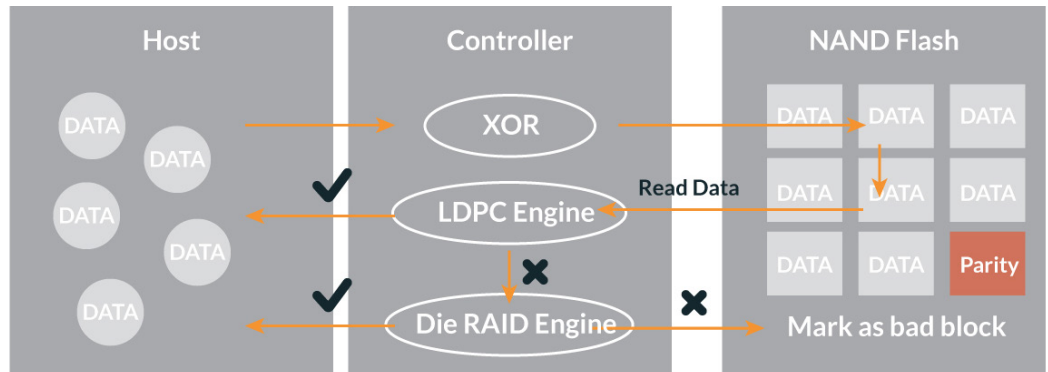 Host
DATA
DATA
DATA
DATA
DATA
Controller
XOR
LDPC Engine
Die RAID Engine
Read Data
NAND Flash
DATA DATA DATA
DATA DATA DATA
DATA DATA Parity
Mark as bad block